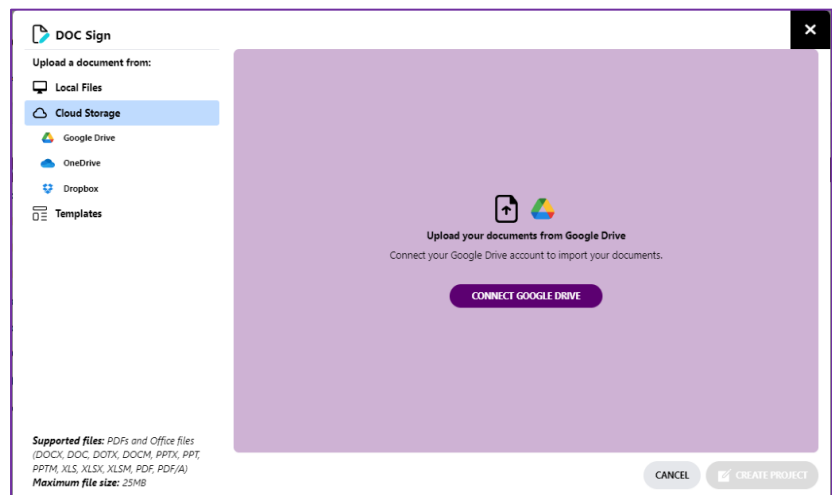 DOC Sign
Upload a document from:
Local Files
Cloud Storage
Google Drive
OneDrive
Dropbox
Templates
Upload your documents from Google Drive
Connect your Google Drive account to import your documents.
CONNECT GOOGLE DRIVE
Supported files: PDFs and Office files
(DOCX, DOC, DOTX, DOCM, PPTX, PPT,
PPTM, XLS, XLSX, XLSM, PDF, PDF/A)
Maximum file size: 25MB
CANCEL
CREATE PROJECT